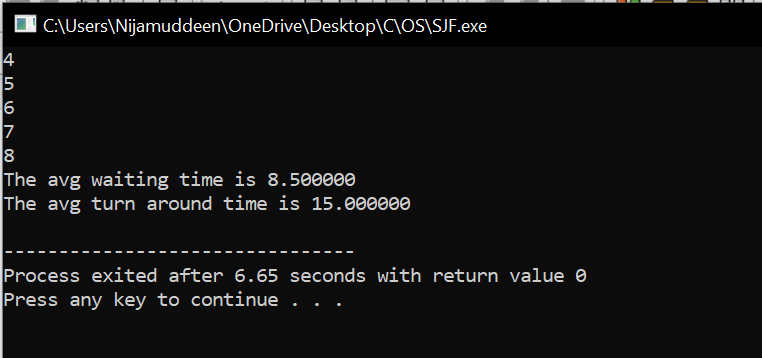 C:\Users\Nijamuddeen\OneDrive\Desktop\C\OS\SJF.exe
4
5
6
7
8
The avg waiting time is 8.500000
The avg turn around time is 15.000000
--------------------------------
Process exited after 6.65 seconds with return value 0
Press any key to continue . . .